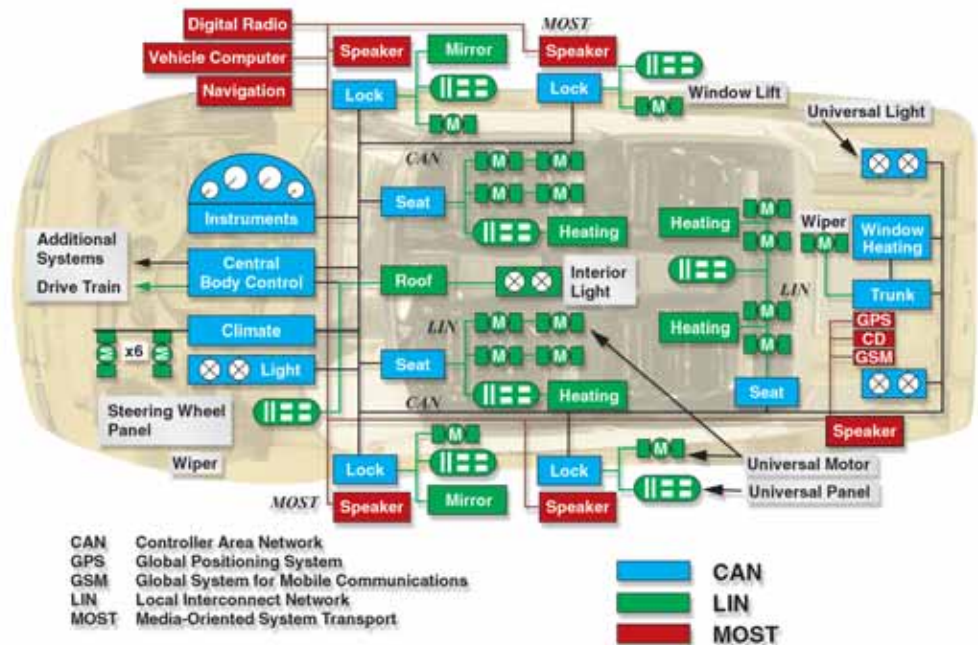 Digital Radio
MOST
Vehicle Computer
Speaker
Mirror
Speaker
Navigation
Lock
Lock
Window Lift
M
M
Universal Light
CAN
M
M
Seat
M
M
Heating
M
Wiper
Instruments
Heating
M
M
Window
Heating
Additional
Systems
Central
Body Control
Roof
Interior
Light
Drive Train
LIN
Trunk
LIN
M
M
M
GPS
Climate
Heating
CD
M
x6
M
Seat
M
M
M
GSM
Light
Heating
Seat
Steering Wheel
Panel
CAN
Speaker
M
M
Wiper
Lock
Lock
Universal Motor
Universal Panel
MOST
Speaker
Mirror
Speaker
CAN Controller Area Network
GPS Global Positioning System
GSM Global System for Mobile Communications
LIN Local Interconnect Network
MOST Media-Oriented System Transport
CAN
LIN
MOST